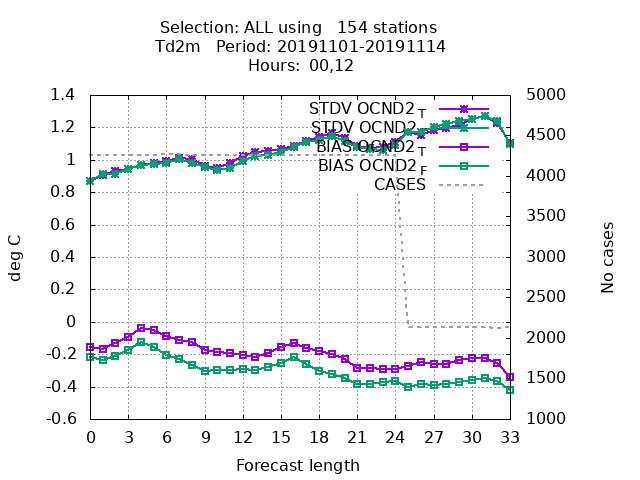 Selection: ALL using 154 stations
Td2m Period: 20191101-20191114
Hours: 00,12
1.4
1.2
1
0.8
0.6
0.4
0.2
0
-0.2
-0.4
-0.6
deg C
STDV OCND2 T
STDV OCND2
BIAS OCND2 T
BIAS OCND2 F
CASES
5000
4500
4000
3500
3000
2500
2000
1500
1000
No cases
0 3 6 9 12 15 18 21 24 27 30 33
Forecast length